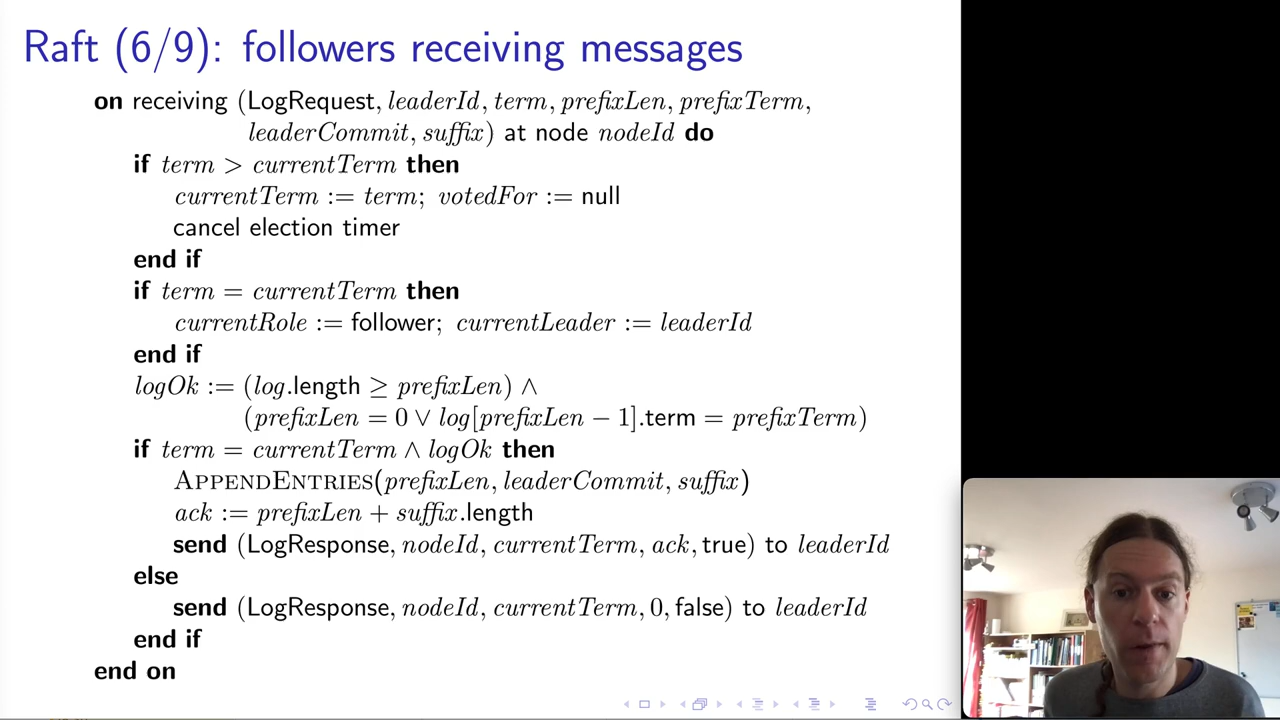 Raft (6/9): followers receiving messages
on receiving (LogRequest, leaderId, term, prefixLen, prefixTerm,
leaderCommit, suffix) at node nodeId do
if term > currentTerm then
currentTerm := term; votedFor := null
cancel election timer
end if
if term = currentTerm then
currentRole := follower; currentLeader := leaderId
end if
logOk := (log.length ≥ prefixLen) ∧
(prefixLen = 0 ∨ log[prefixLen − 1].term = prefixTerm)
if term = currentTerm ∧ logOk then
AppendEntries(prefixLen, leaderCommit, suffix)
ack := prefixLen + suffix.length
send (LogResponse, nodeId, currentTerm, ack, true) to leaderId
else
send (LogResponse, nodeId, currentTerm, 0, false) to leaderId
end if
end on